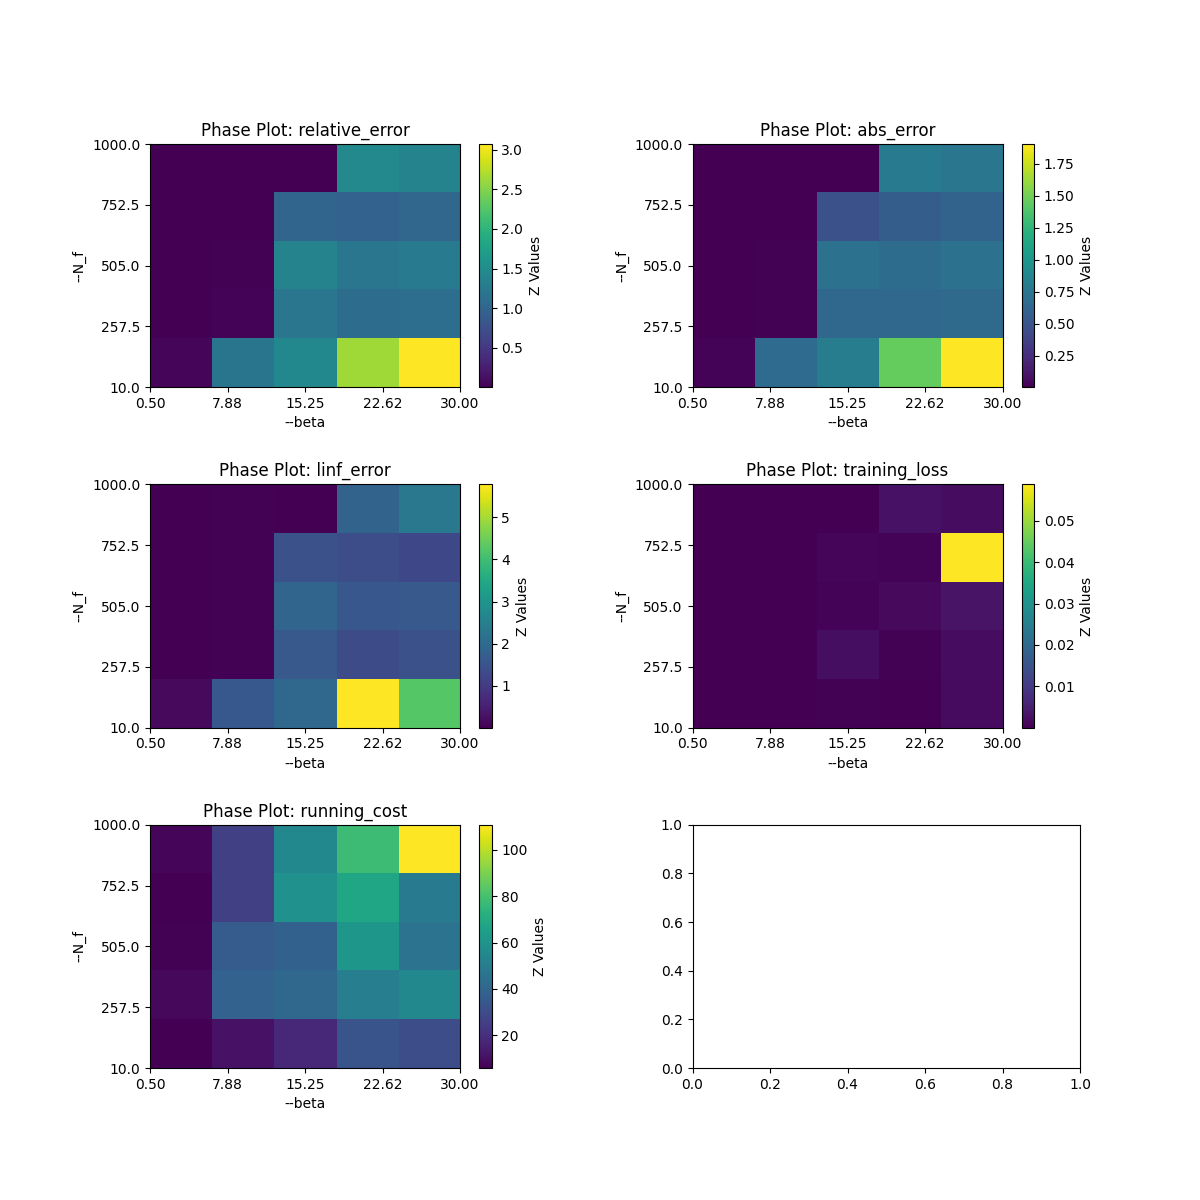 Phase Plot: relative_error
1000.0
752.5
505.0
257.5
10.0
--N_f
0.50 7.88 15.25 22.62 30.00
--beta
3.0
2.5
2.0
1.5
1.0
0.5
Z Values
Phase Plot: abs_error
1000.0
752.5
505.0
257.5
10.0
--N_f
0.50 7.88 15.25 22.62 30.00
--beta
1.75
1.50
1.25
1.00
0.75
0.50
0.25
Z Values
Phase Plot: linf_error
1000.0
752.5
505.0
257.5
10.0
--N_f
0.50 7.88 15.25 22.62 30.00
--beta
5
4
3
2
1
Z Values
Phase Plot: training_loss
1000.0
752.5
505.0
257.5
10.0
--N_f
0.50 7.88 15.25 22.62 30.00
--beta
0.05
0.04
0.03
0.02
0.01
Z Values
Phase Plot: running_cost
1000.0
752.5
505.0
257.5
10.0
--N_f
0.50 7.88 15.25 22.62 30.00
--beta
100
80
60
40
20
Z Values
1.0
0.8
0.6
0.4
0.2
0.0
0.0 0.2 0.4 0.6 0.8 1.0